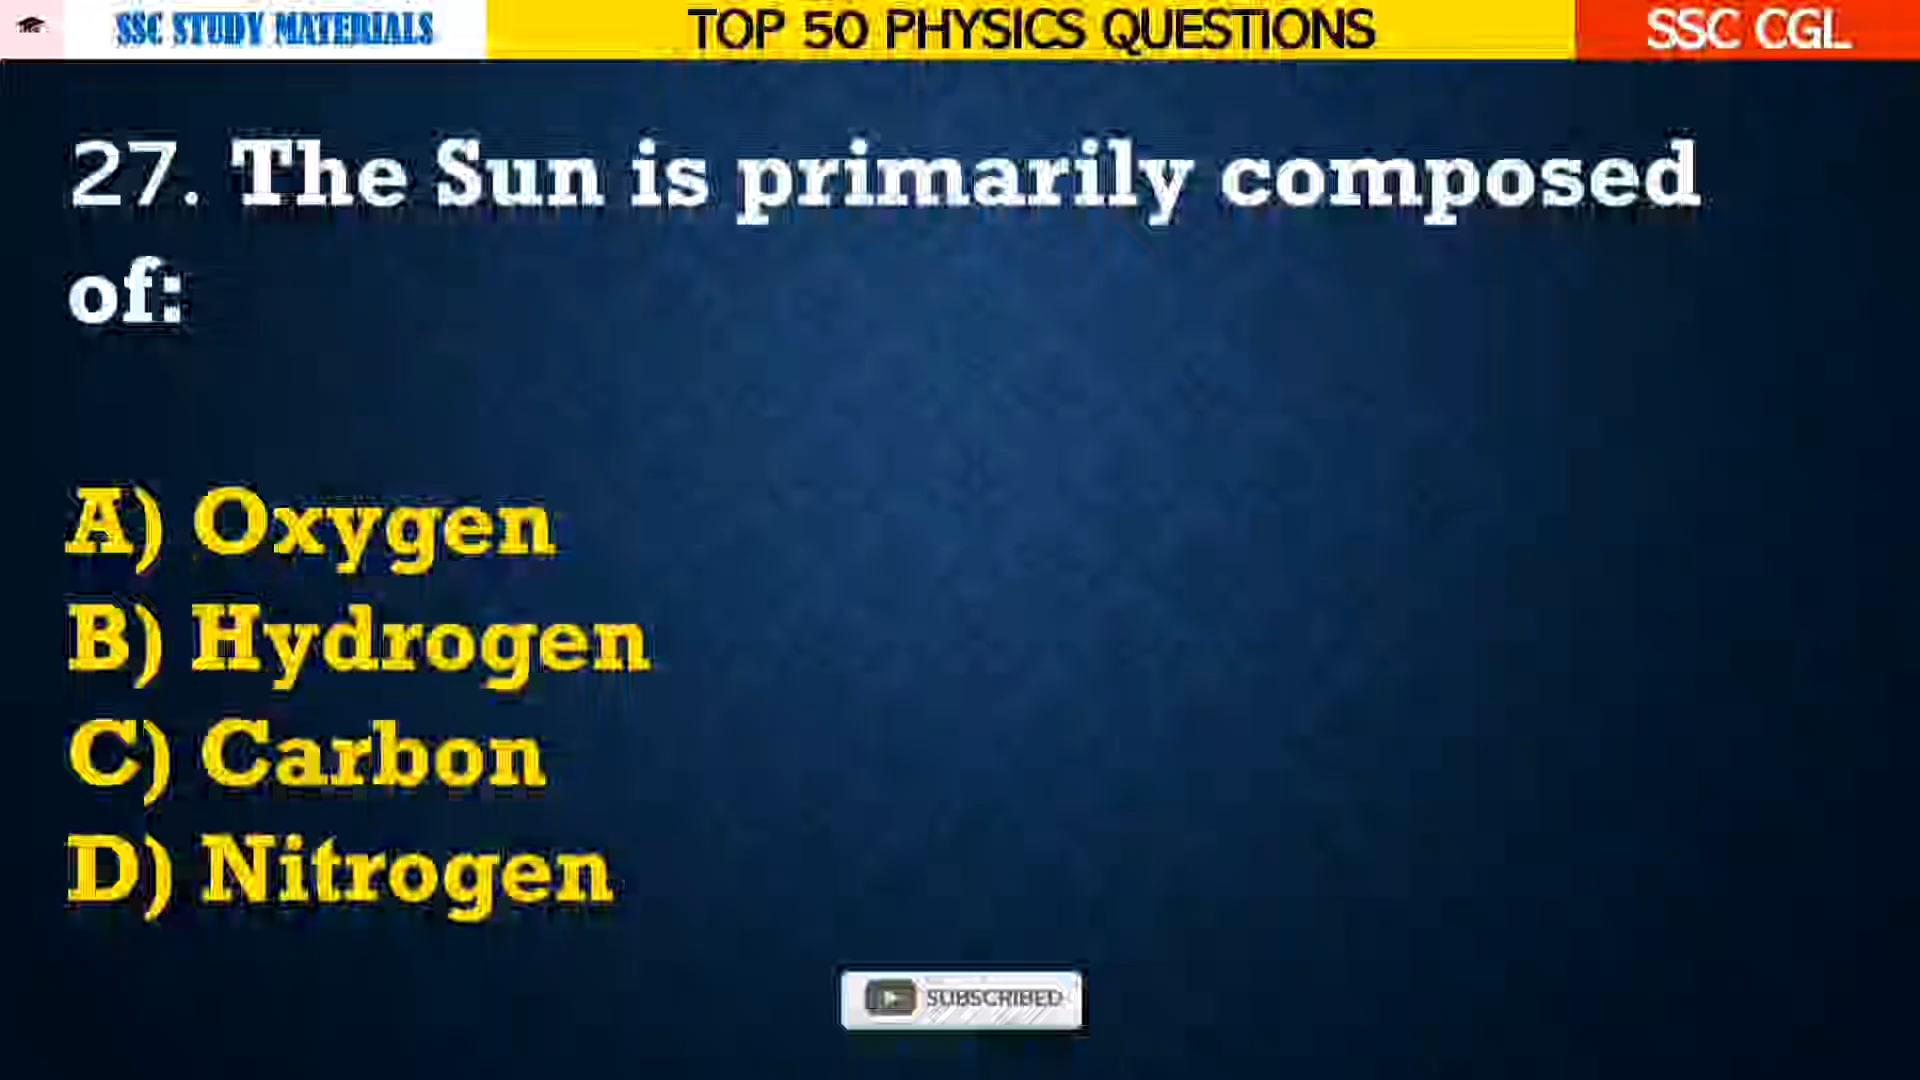 SSC STUDY MATERIALS
TOP 50 PHYSICS QUESTIONS
SSC CGL
27. The Sun is primarily composed
of:
A) Oxygen
B) Hydrogen
C) Carbon
D) Nitrogen
SUBSCRIBED